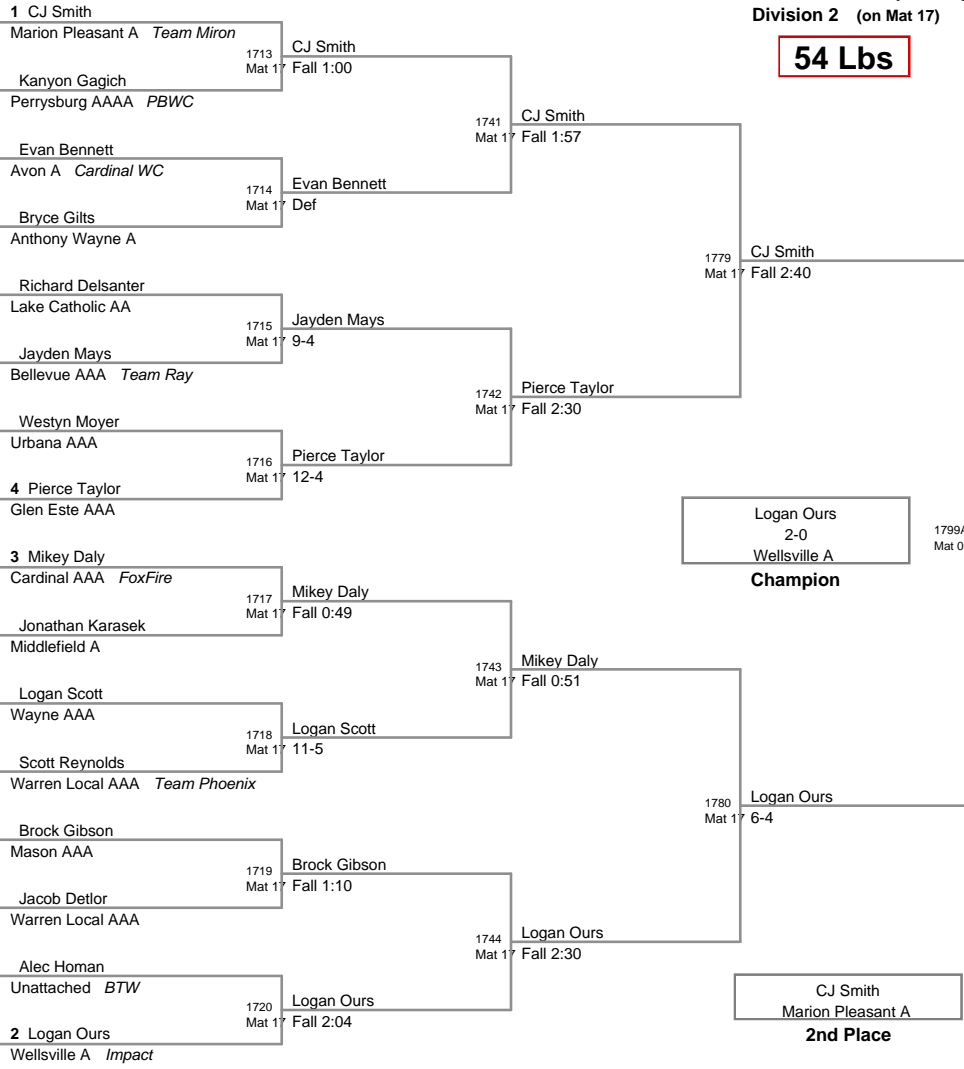 Division 2 (on Mat 17)
54 Lbs
1 CJ Smith
Marion Pleasant A Team Miron
1713 CJ Smith
Mat 17 Fall 1:00
Kanyon Gagich
Perrysburg AAAA PBWC
1741 CJ Smith
Mat 17 Fall 1:57
Evan Bennett
Avon A Cardinal WC
1714 Evan Bennett
Mat 17 Def
Bryce Gilts
Anthony Wayne A
1779 CJ Smith
Mat 17 Fall 2:40
Richard Delsanter
Lake Catholic AA
1715 Jayden Mays
Mat 17 9-4
Jayden Mays
Bellevue AAA Team Ray
1742 Pierce Taylor
Mat 17 Fall 2:30
Westyn Moyer
Urbana AAA
1716 Pierce Taylor
Mat 17 12-4
4 Pierce Taylor
Glen Este AAA
Logan Ours
2-0
Wellsville A
Champion
1799A
Mat 0
3 Mikey Daly
Cardinal AAA FoxFire
1717 Mikey Daly
Mat 17 Fall 0:49
Jonathan Karasek
Middlefield A
1743 Mikey Daly
Mat 17 Fall 0:51
Logan Scott
Wayne AAA
1718 Logan Scott
Mat 17 11-5
Scott Reynolds
Warren Local AAA Team Phoenix
1780 Logan Ours
Mat 17 6-4
Brock Gibson
Mason AAA
1719 Brock Gibson
Mat 17 Fall 1:10
Jacob Detlor
Warren Local AAA
1744 Logan Ours
Mat 17 Fall 2:30
Alec Homan
Unattached BTW
1720 Logan Ours
Mat 17 Fall 2:04
2 Logan Ours
Wellsville A Impact
CJ Smith
Marion Pleasant A
2nd Place